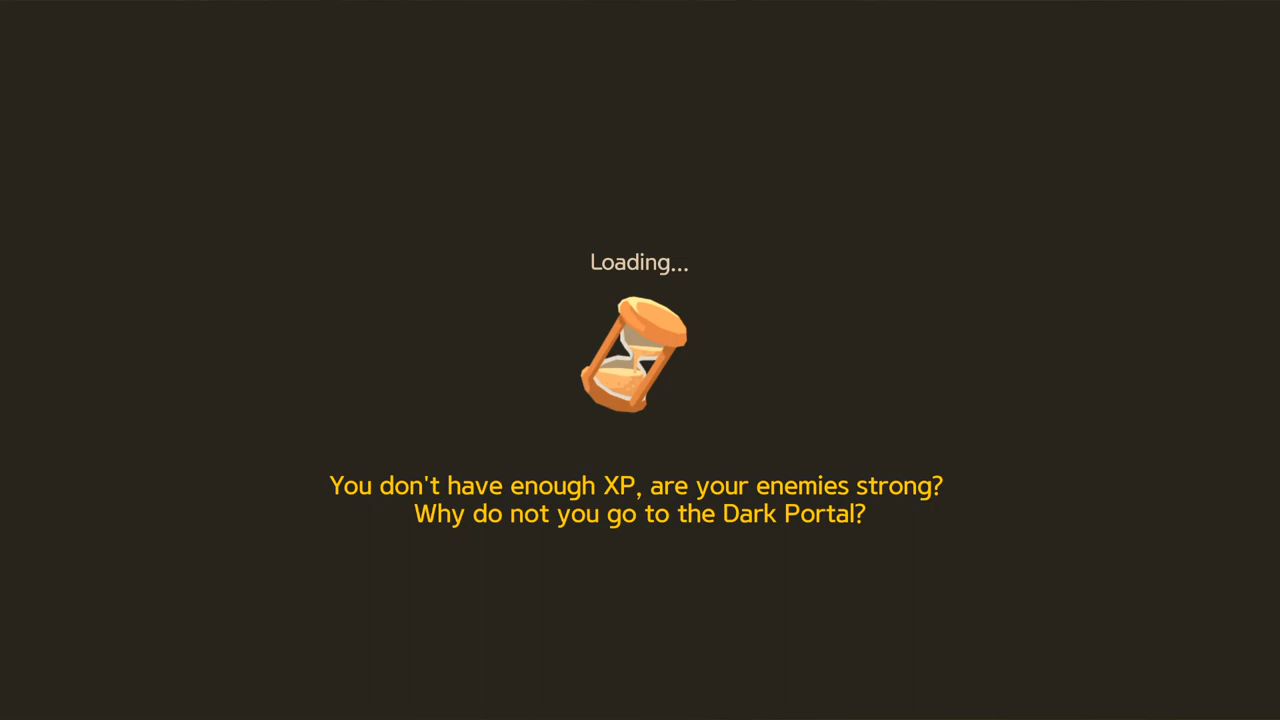 Loading...
You don't have enough XP, are your enemies strong?
Why do not you go to the Dark Portal?